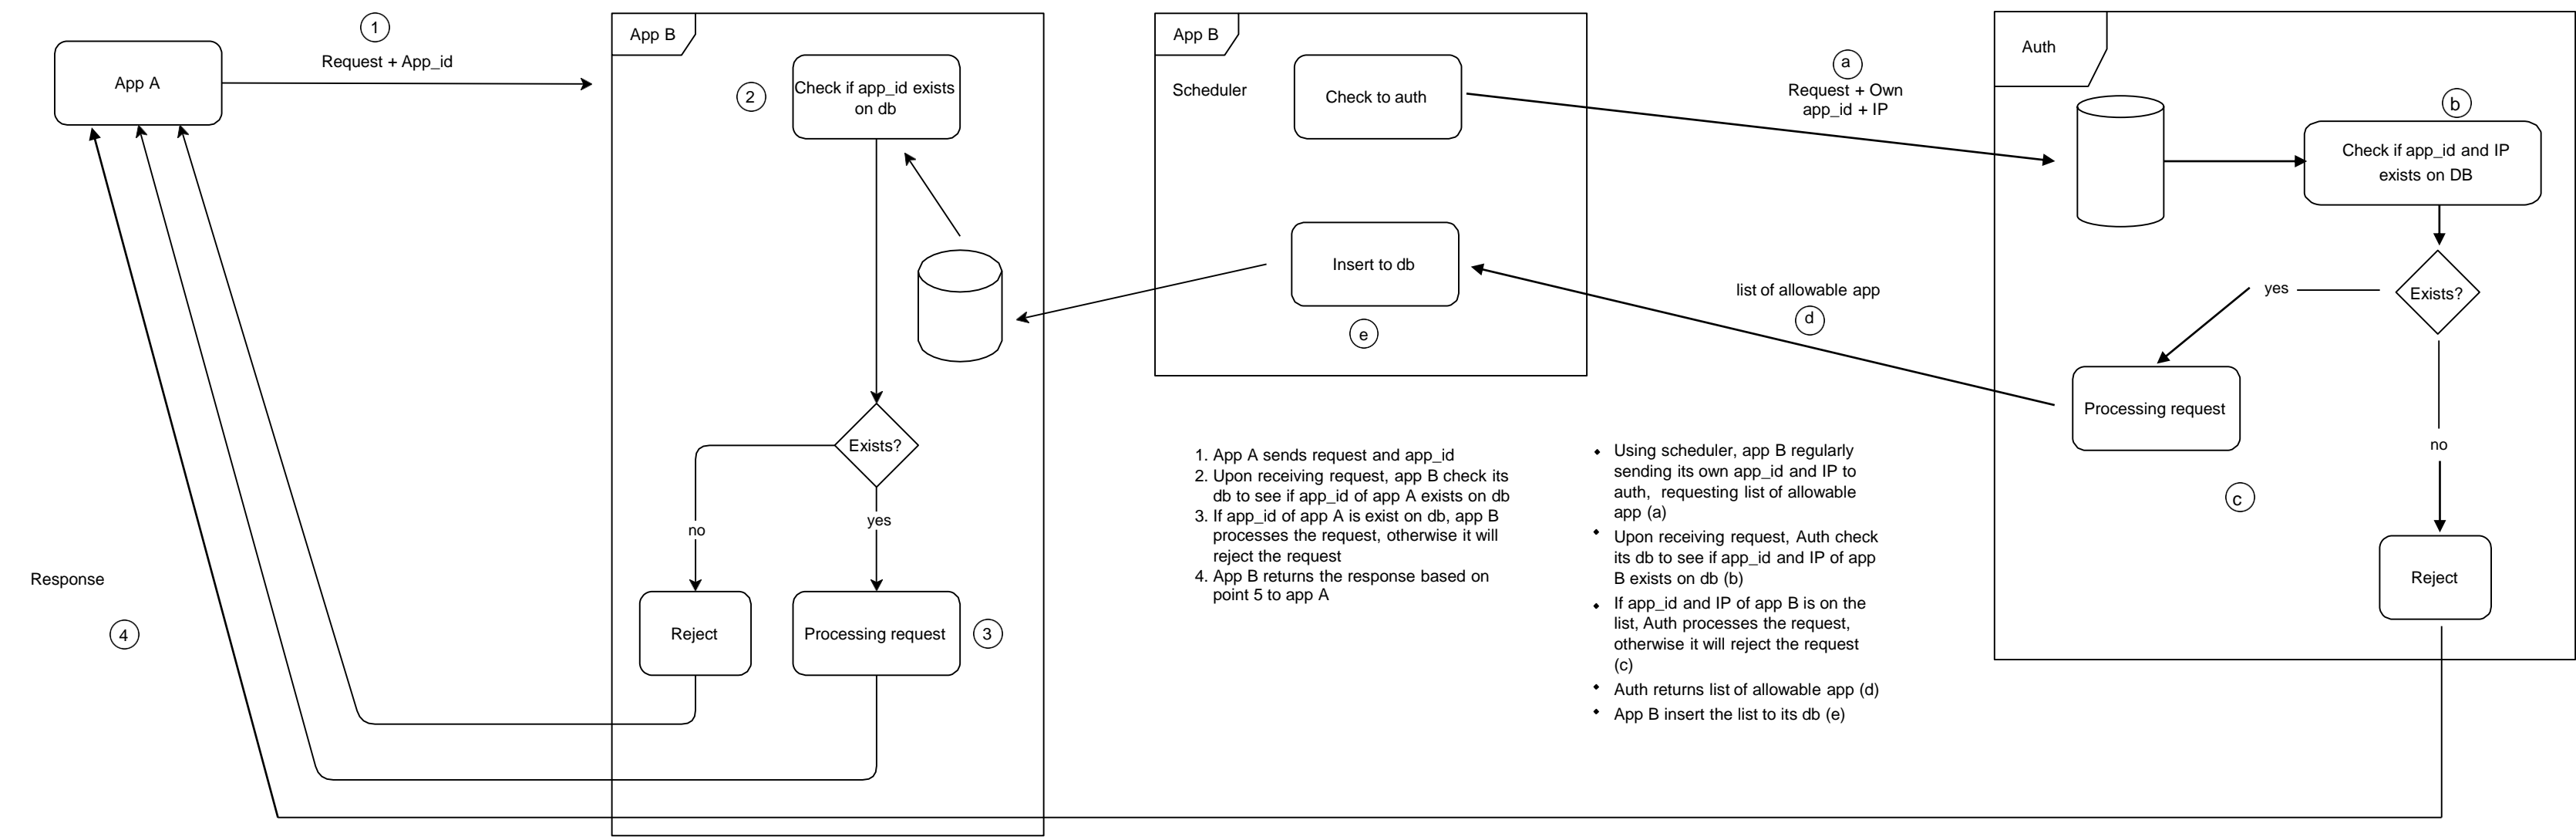 1
Request + App_id
App A
App B
2
Check if app_id exists
on db
Exists?
no
yes
Reject
Processing request
3
Response
4
App B
Scheduler
Check to auth
Insert to db
e
a
Request + Own
app_id + IP
list of allowable app
d
Auth
b
Check if app_id and IP
exists on DB
Exists?
yes
no
Processing request
c
Reject
1. App A sends request and app_id
2. Upon receiving request, app B check its
db to see if app_id of app A exists on db
3. If app_id of app A is exist on db, app B
processes the request, otherwise it will
reject the request
4. App B returns the response based on
point 5 to app A
• Using scheduler, app B regularly
sending its own app_id and IP to
auth, requesting list of allowable
app (a)
• Upon receiving request, Auth check
its db to see if app_id and IP of app
B exists on db (b)
• If app_id and IP of app B is on the
list, Auth processes the request,
otherwise it will reject the request
(c)
• Auth returns list of allowable app (d)
• App B insert the list to its db (e)